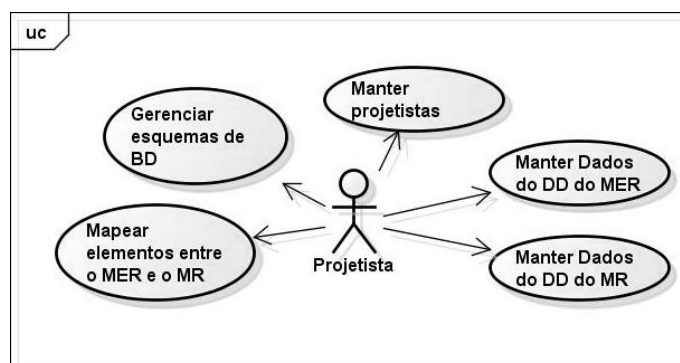 uc
Manter
projetistas
Gerenciar
esquemas de
BD
Manter Dados
do DD do MER
Mapear
elementos entre
o MER e o MR
Projetista
Manter Dados
do DD do MR